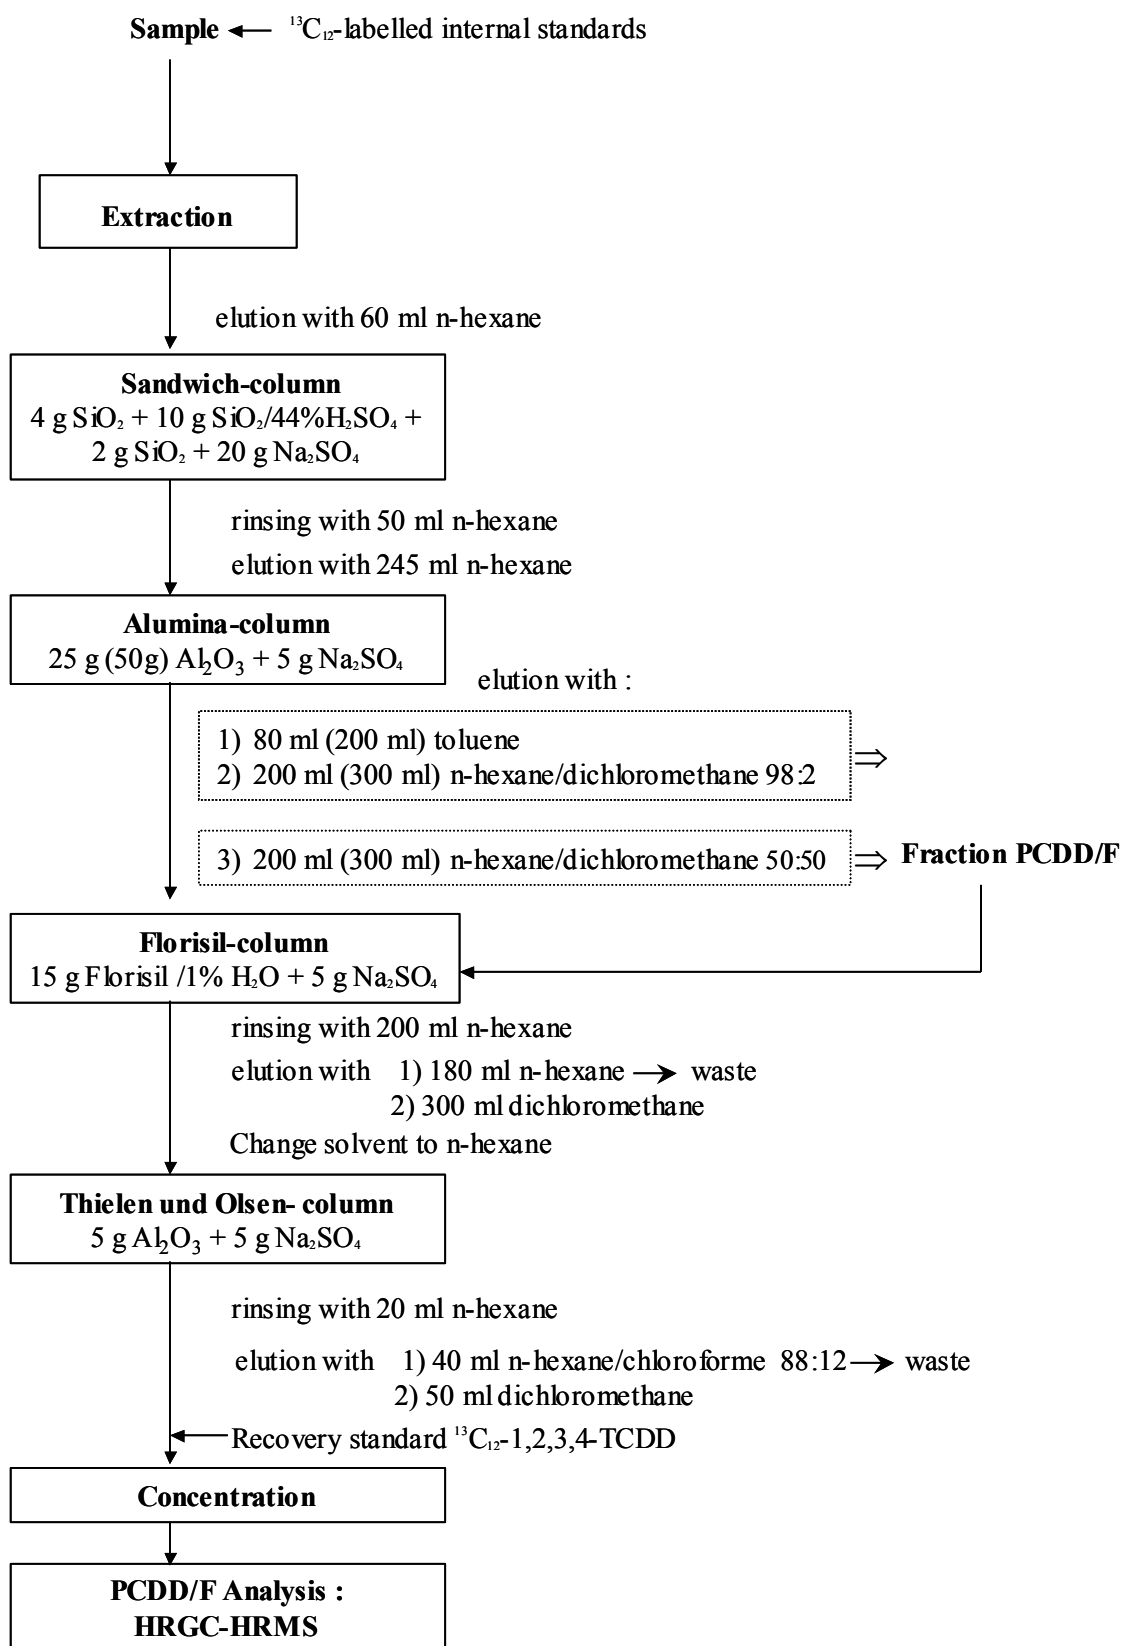 Sample ← ¹³C₁₂-labelled internal standards
Extraction
elution with 60 ml n-hexane
Sandwich-column
4 g SiO₂ + 10 g SiO₂/44%H₂SO₄ +
2 g SiO₂ + 20 g Na₂SO₄
rinsing with 50 ml n-hexane
elution with 245 ml n-hexane
Alumina-column
25 g (50g) Al₂O₃ + 5 g Na₂SO₄
elution with :
1) 80 ml (200 ml) toluene
2) 200 ml (300 ml) n-hexane/dichloromethane 98:2 ⇒
3) 200 ml (300 ml) n-hexane/dichloromethane 50:50 ⇒ Fraction PCDD/F
Florisil-column
15 g Florisil /1% H₂O + 5 g Na₂SO₄
rinsing with 200 ml n-hexane
elution with 1) 180 ml n-hexane → waste
2) 300 ml dichloromethane
Change solvent to n-hexane
Thielen und Olsen- column
5 g Al₂O₃ + 5 g Na₂SO₄
rinsing with 20 ml n-hexane
elution with 1) 40 ml n-hexane/chloroforme 88:12 → waste
2) 50 ml dichloromethane
Recovery standard ¹³C₁₂-1,2,3,4-TCDD
Concentration
PCDD/F Analysis :
HRGC-HRMS